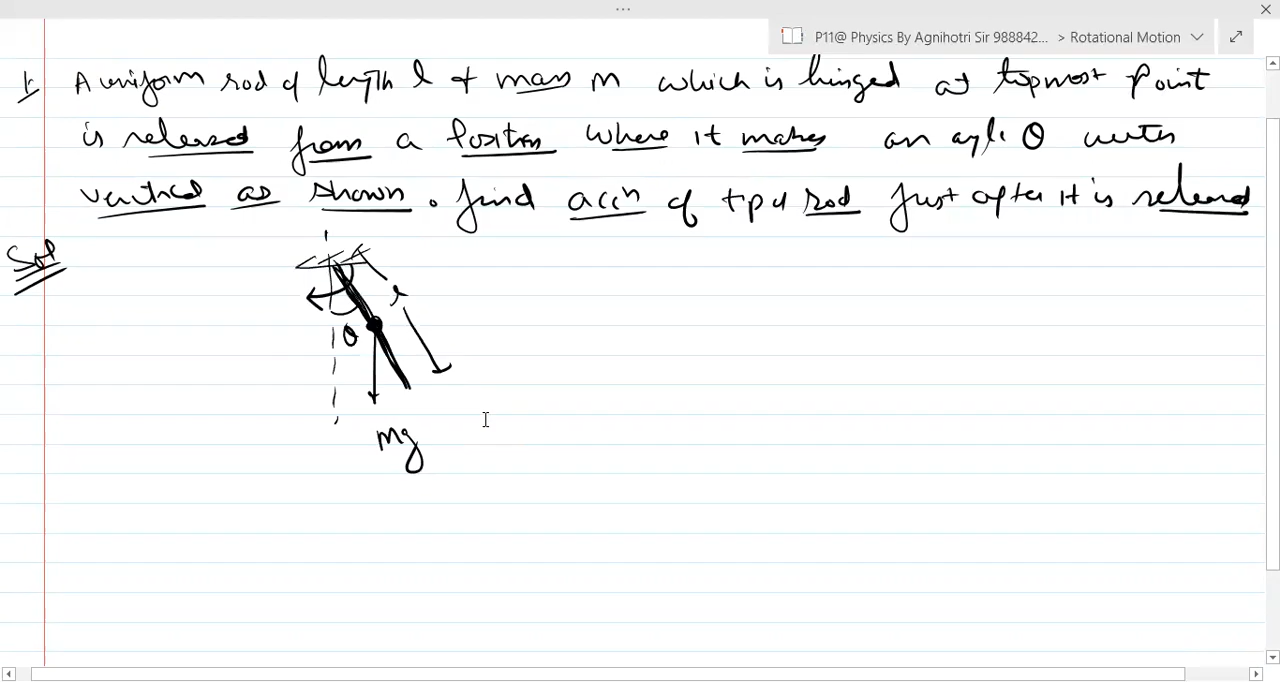 P11@ Physics By Agnihotri Sir 988842... > Rotational Motion
1. A uniform rod of length l & mass m which is hinged at topmost point
is released from a position where it makes an angle θ with
vertical as shown. find accn of tip of rod Just after it is released
Sol
l
θ
mg